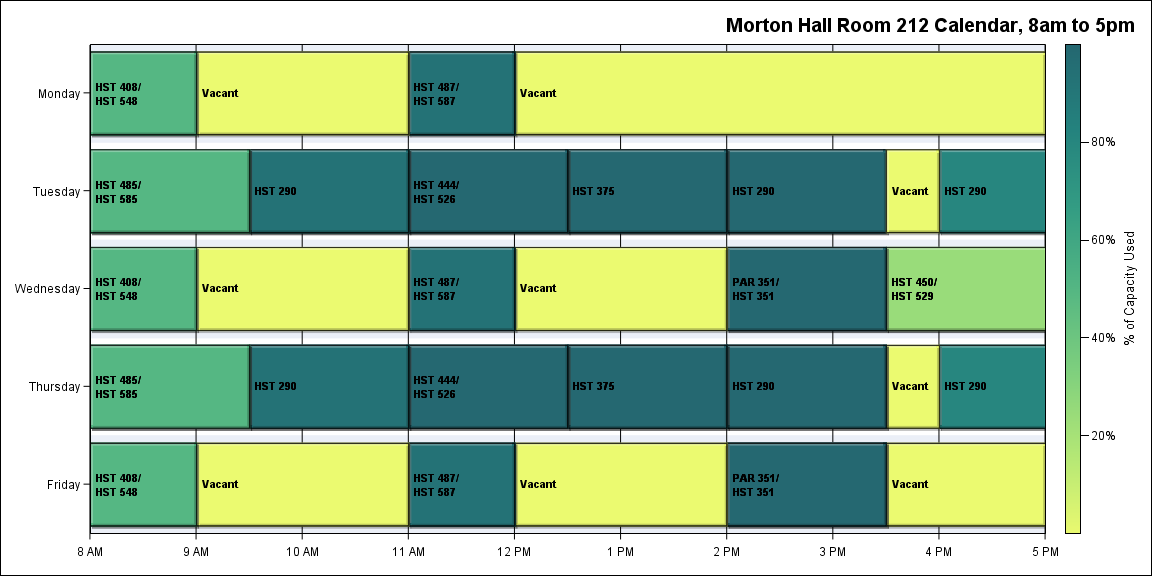 Morton Hall Room 212 Calendar, 8am to 5pm
Monday
HST 408/
HST 548
Vacant
HST 487/
HST 587
Vacant
Tuesday
HST 485/
HST 585
HST 290
HST 444/
HST 526
HST 375
HST 290
Vacant
HST 290
Wednesday
HST 408/
HST 548
Vacant
HST 487/
HST 587
Vacant
PAR 351/
HST 351
HST 450/
HST 529
Thursday
HST 485/
HST 585
HST 290
HST 444/
HST 526
HST 375
HST 290
Vacant
HST 290
Friday
HST 408/
HST 548
Vacant
HST 487/
HST 587
Vacant
PAR 351/
HST 351
Vacant
8 AM
9 AM
10 AM
11 AM
12 PM
1 PM
2 PM
3 PM
4 PM
5 PM
80%
60%
40%
20%
% of Capacity Used